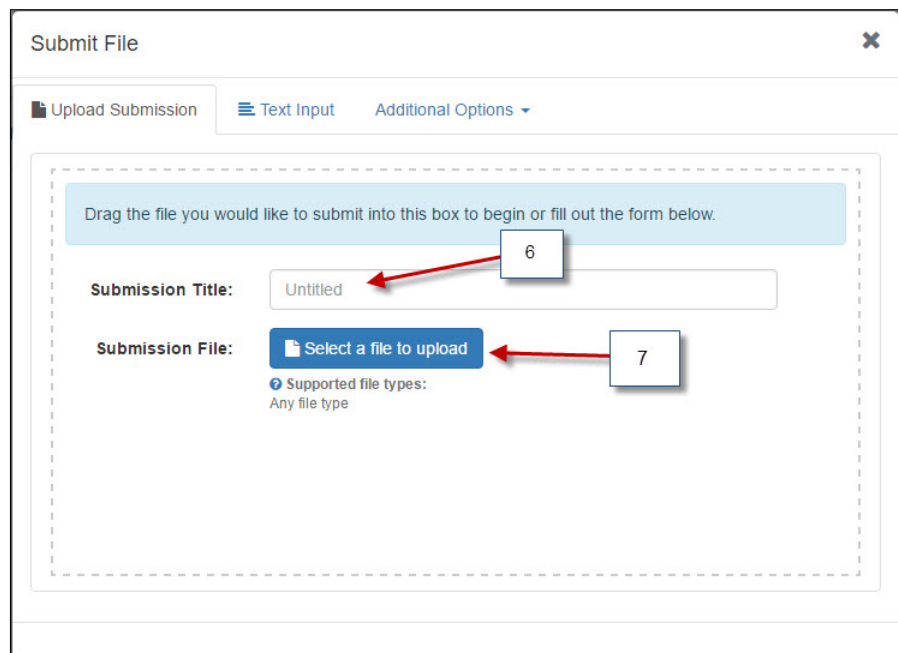 Submit File
Upload Submission Text Input Additional Options
Drag the file you would like to submit into this box to begin or fill out the form below.
6
Submission Title: Untitled
Submission File: Select a file to upload
7
Supported file types:
Any file type